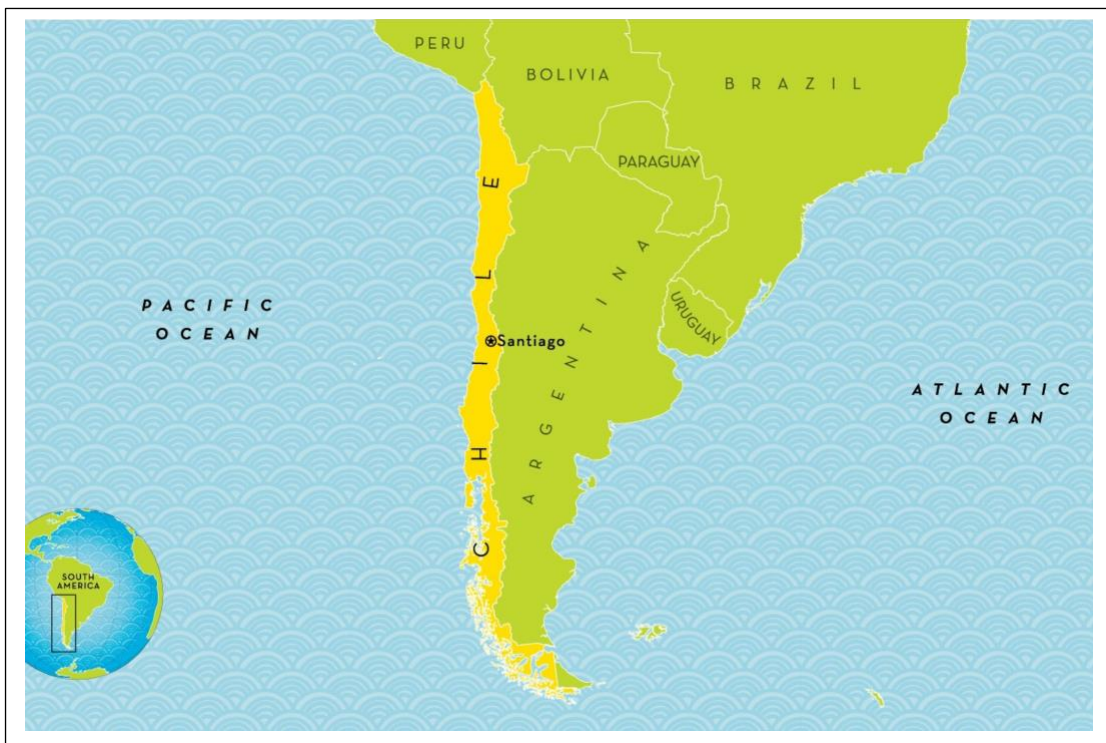 PERU
BOLIVIA
BRAZIL
PARAGUAY
CHILE
ARGENTINA
URUGUAY
PACIFIC
OCEAN
Santiago
ATLANTIC
OCEAN
SOUTH
AMERICA